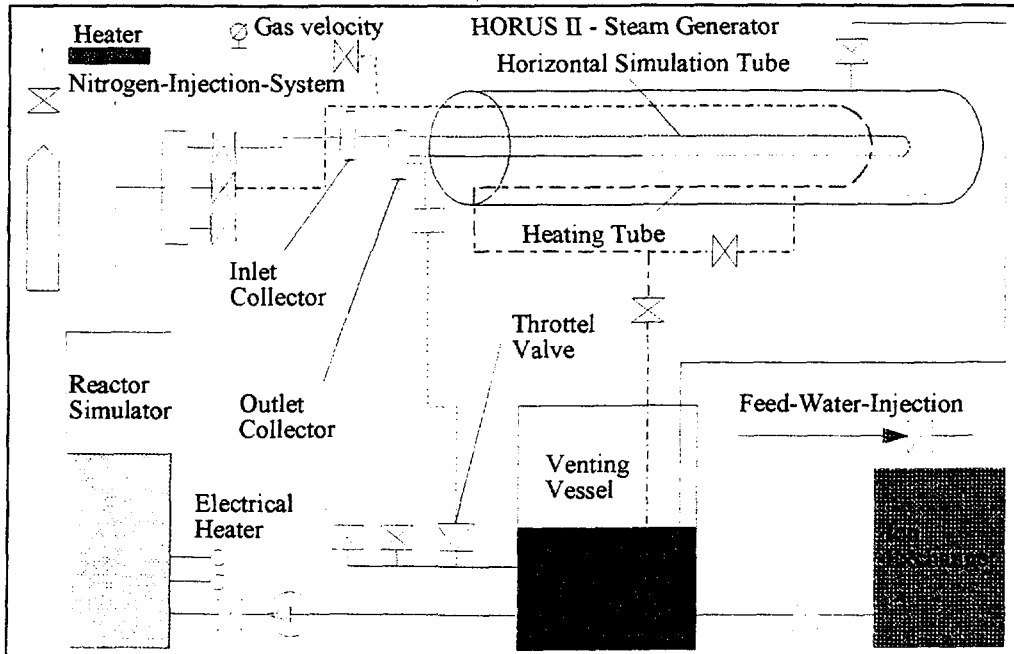 Heater
Gas velocity
HORUS II - Steam Generator
Horizontal Simulation Tube
Nitrogen-Injection-System
Heating Tube
Inlet
Collector
Throttel
Valve
Reactor
Simulator
Outlet
Collector
Feed-Water-Injection
Venting
Vessel
Electrical
Heater